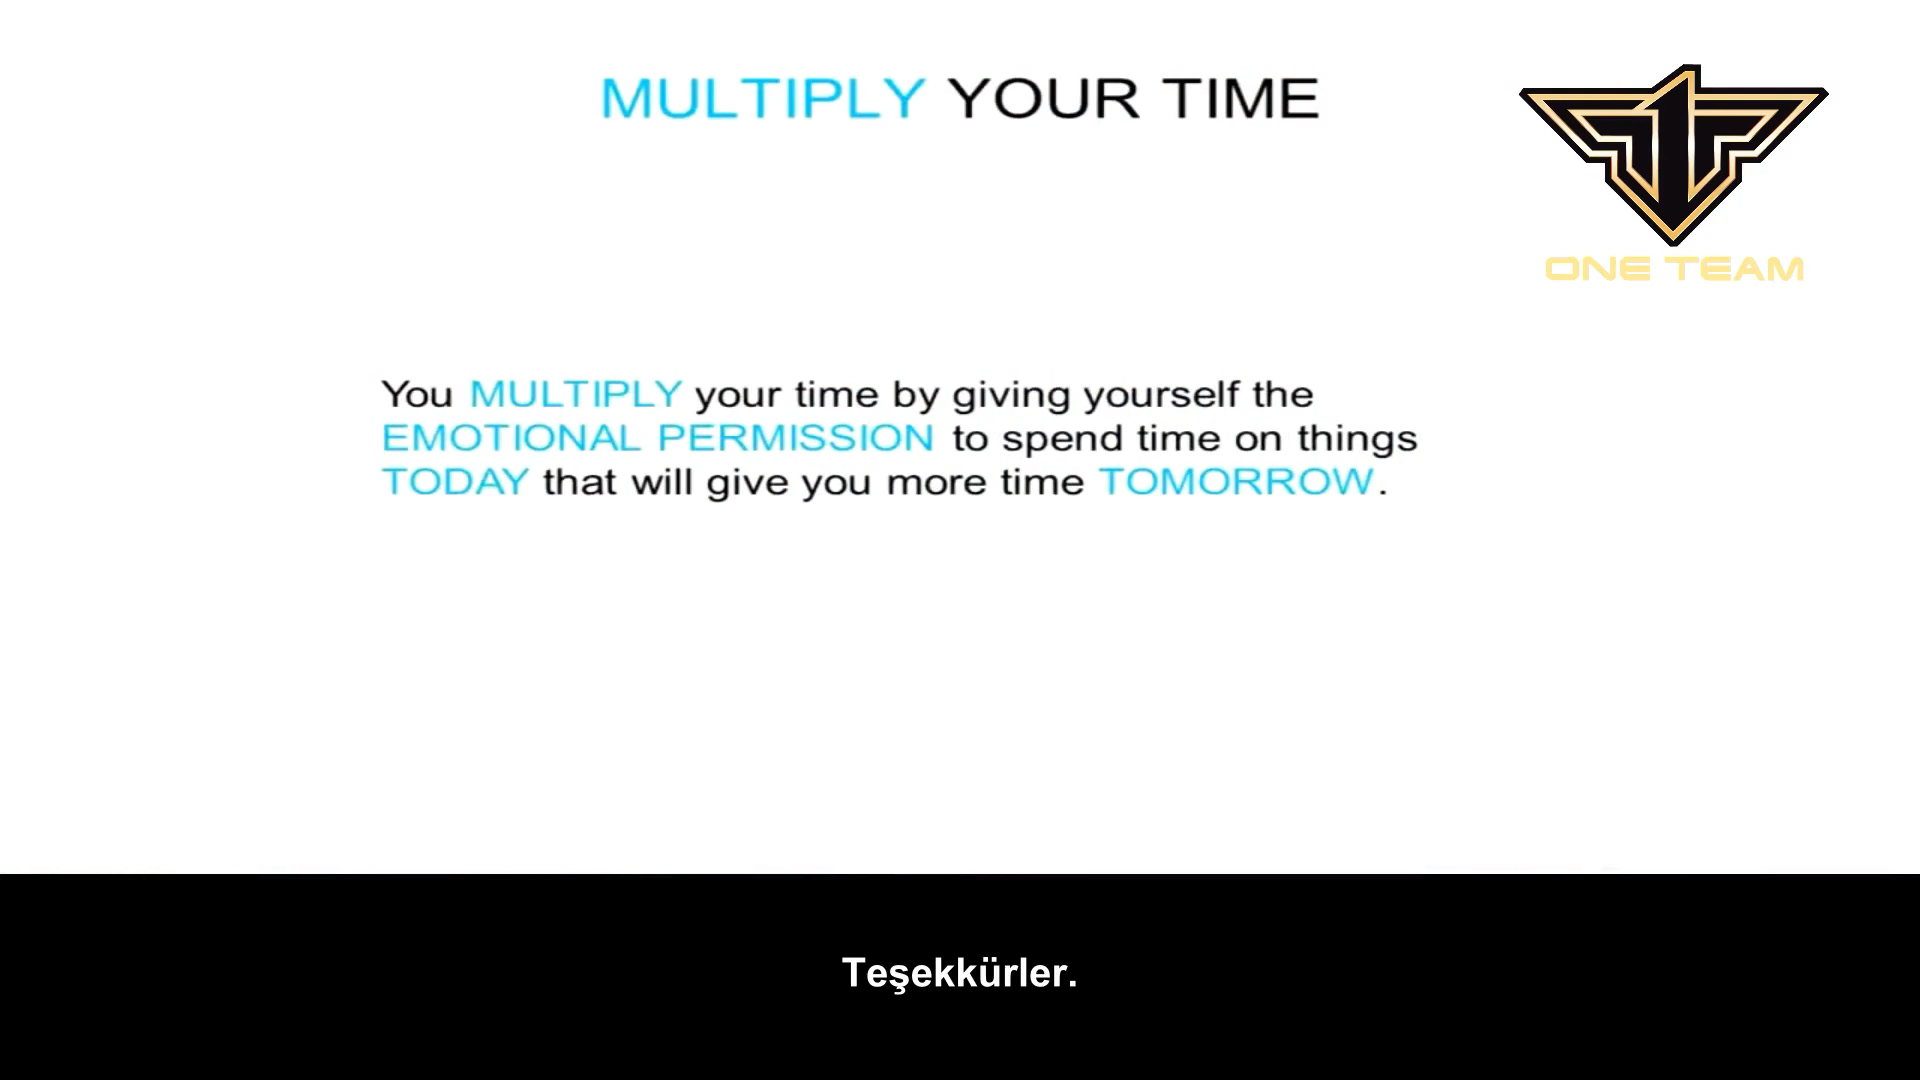 MULTIPLY YOUR TIME
ONE TEAM
You MULTIPLY your time by giving yourself the
EMOTIONAL PERMISSION to spend time on things
TODAY that will give you more time TOMORROW.
Teşekkürler.